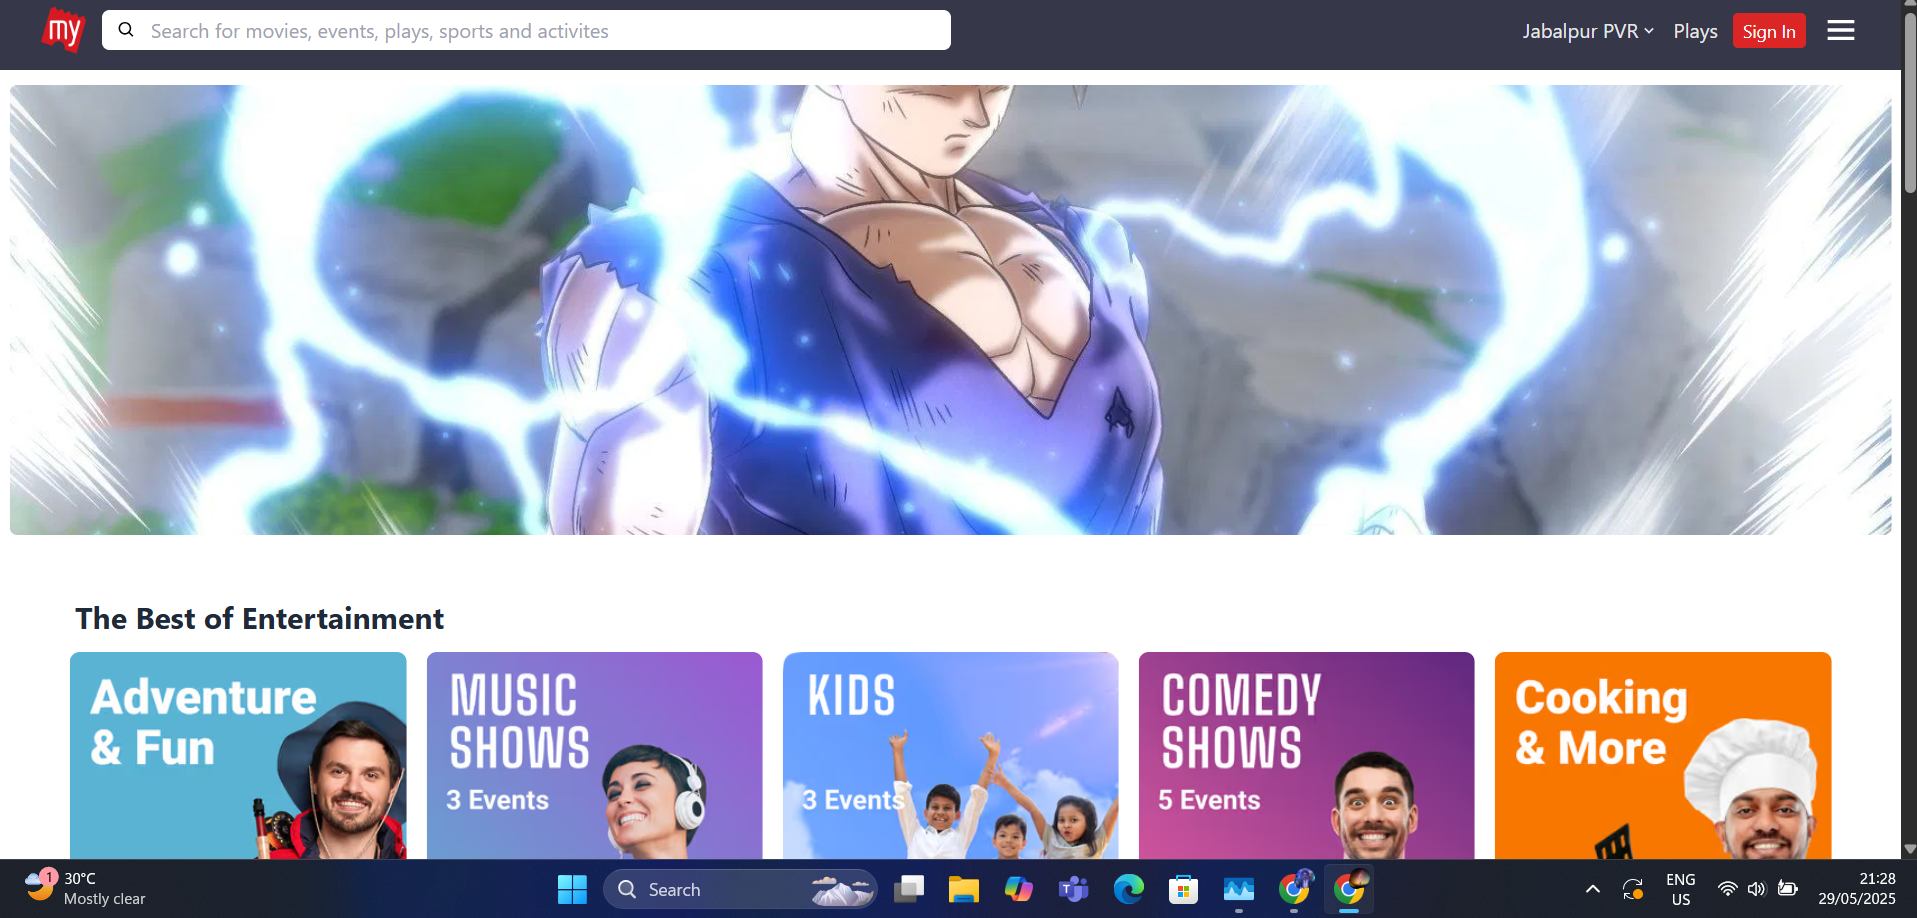 my
Search for movies, events, plays, sports and activites
Jabalpur PVR
Plays
Sign In
The Best of Entertainment
Adventure
& Fun
MUSIC
SHOWS
3 Events
KIDS
3 Events
COMEDY
SHOWS
5 Events
Cooking
& More
1
30°C
Mostly clear
Search
ENG
US
21:28
29/05/2025